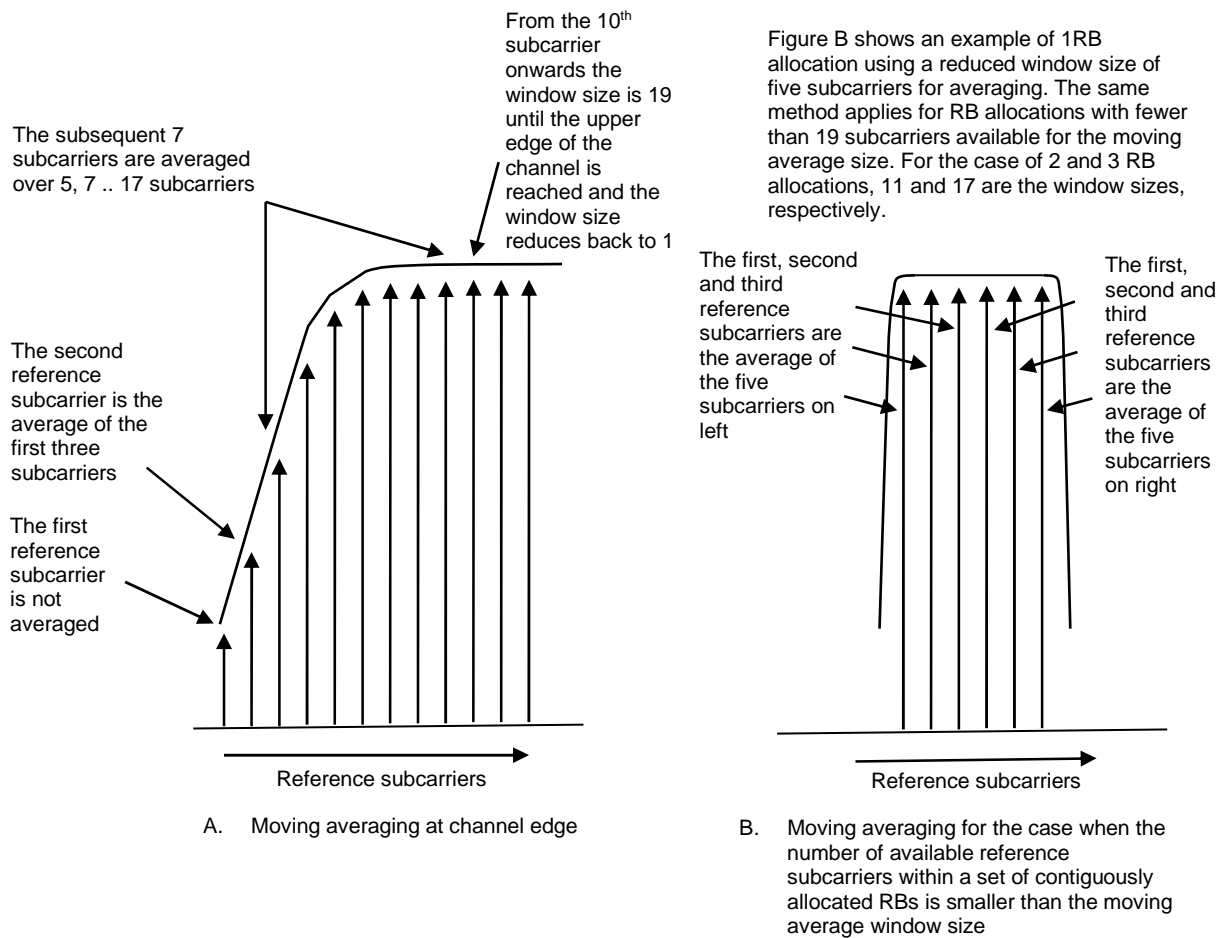 From the 10th
subcarrier
onwards the
window size is 19
until the upper
edge of the
channel is
reached and the
window size
reduces back to 1
The subsequent 7
subcarriers are averaged
over 5, 7 .. 17 subcarriers
The second
reference
subcarrier is the
average of the
first three
subcarriers
The first
reference
subcarrier
is not
averaged
Reference subcarriers
A. Moving averaging at channel edge
Figure B shows an example of 1RB
allocation using a reduced window size of
five subcarriers for averaging. The same
method applies for RB allocations with fewer
than 19 subcarriers available for the moving
average size. For the case of 2 and 3 RB
allocations, 11 and 17 are the window sizes,
respectively.
The first, second
and third
reference
subcarriers are
the average of
the five
subcarriers on
left
The first,
second and
third
reference
subcarriers
are the
average of
the five
subcarriers
on right
Reference subcarriers
B. Moving averaging for the case when the
number of available reference
subcarriers within a set of contiguously
allocated RBs is smaller than the moving
average window size